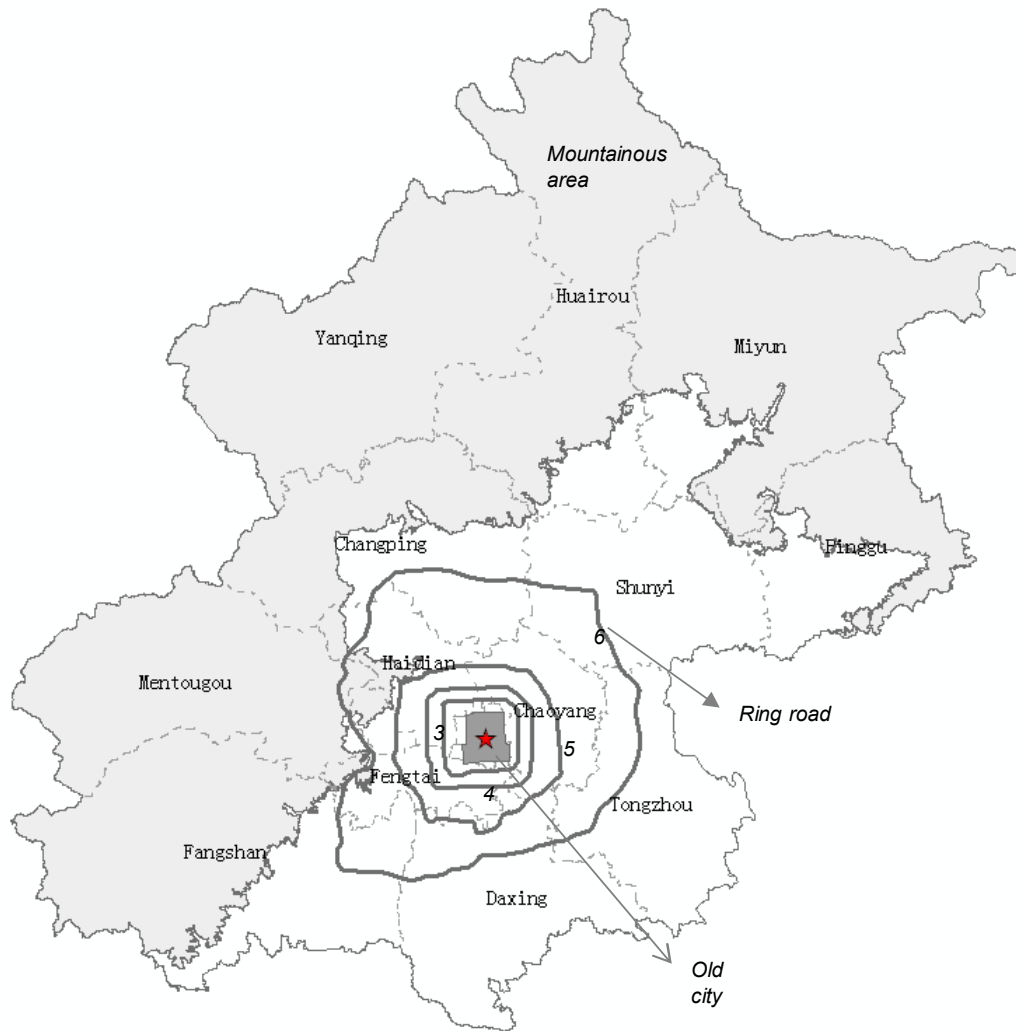 Mountainous
area
Huairou
Yanqing
Miyun
Changping
Pinggu
Shunyi
6
Haidian
Mentougou
Chaoyang
Ring road
3
5
Fengtai
4
Tongzhou
Fangshan
Daxing
Old
city